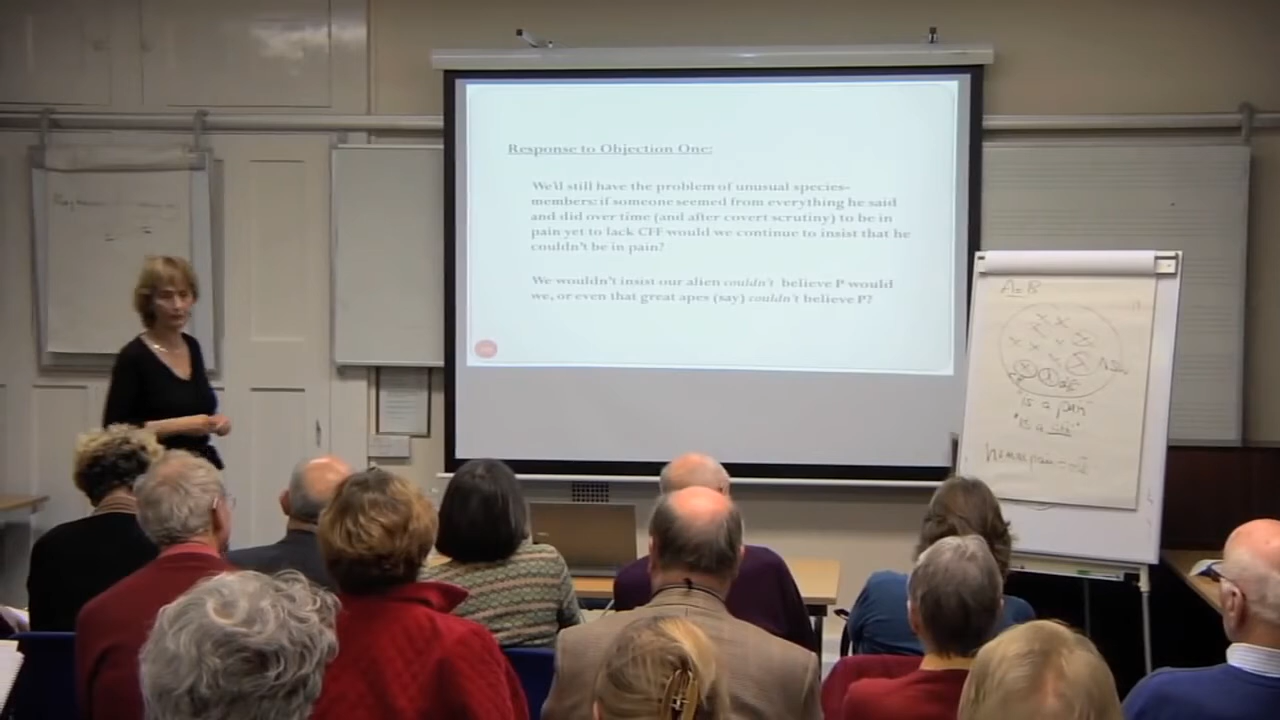 Response to Objection One:
We'd still have the problem of unusual species-
members: if someone seemed from everything he said
and did over time (and after covert scrutiny) to be in
pain yet to lack CFF would we continue to insist that he
couldn't be in pain?
We wouldn't insist our alien couldn't believe P would
we, or even that great apes (say) couldn't believe P?
A=B
"is a pain"
"is a cff"